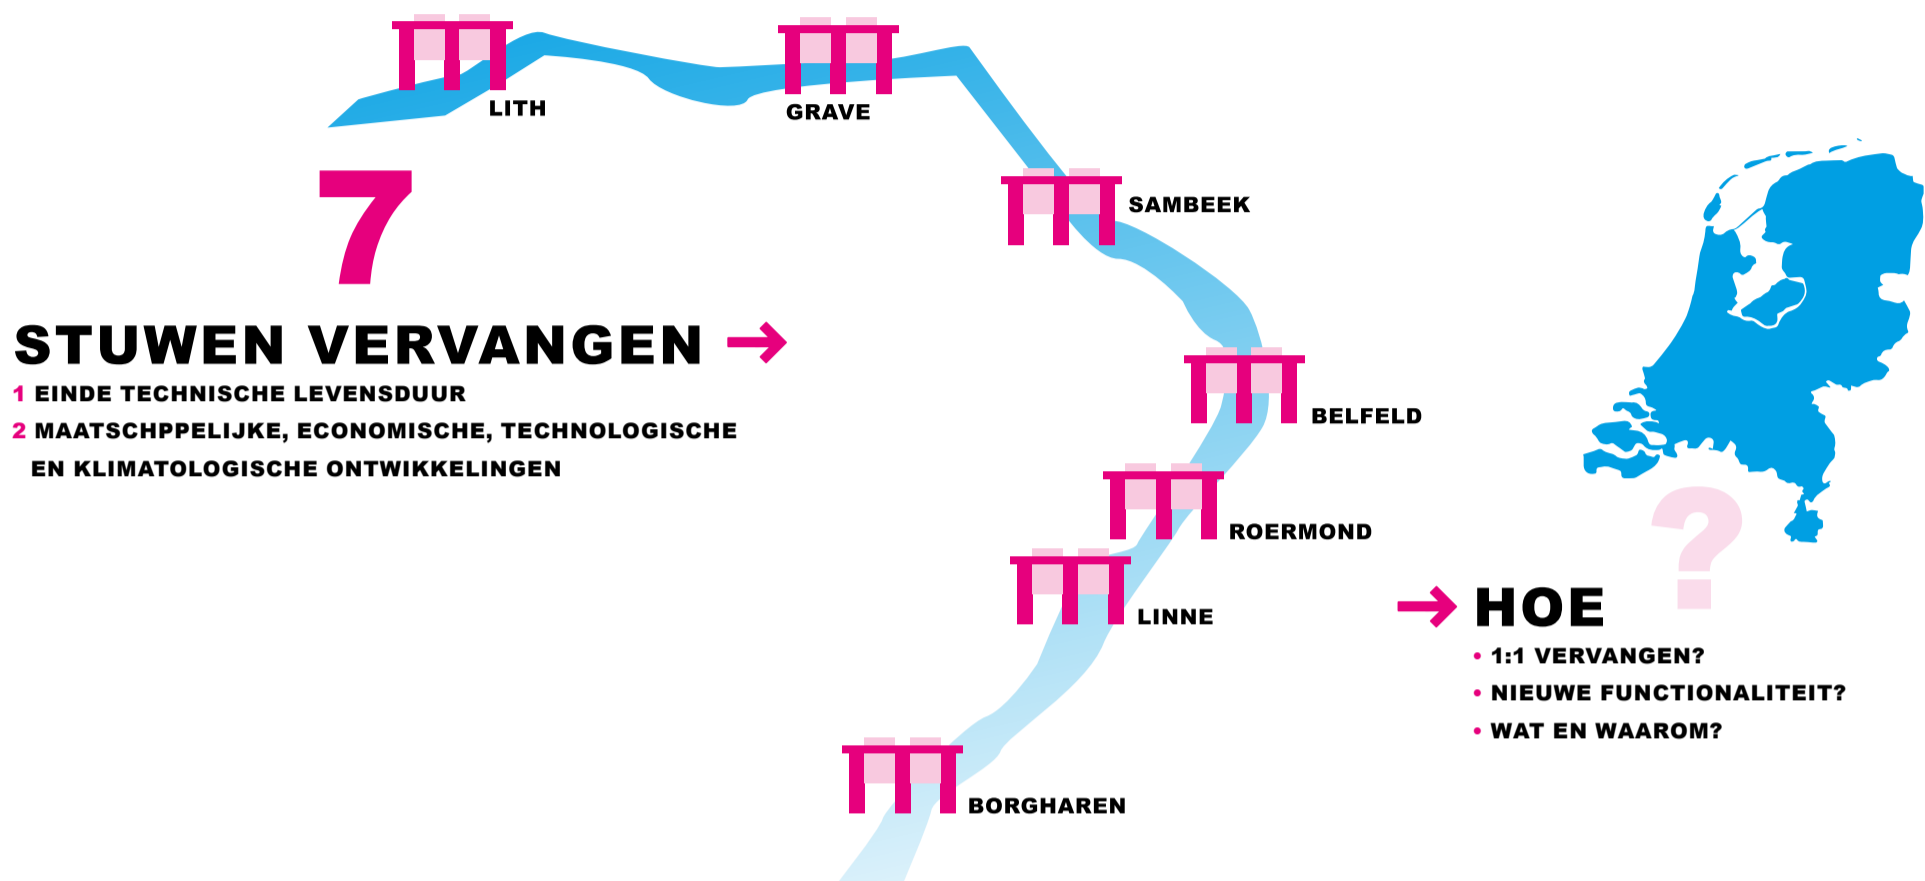 LITH
GRAVE
SAMBEEK
7
STUWEN VERVANGEN
1 EINDE TECHNISCHE LEVENSDUUR
2 MAATSCHPPELIJKE, ECONOMISCHE, TECHNOLOGISCHE
EN KLIMATOLOGISCHE ONTWIKKELINGEN
BELFELD
ROERMOND
LINNE
BORGHAREN
?
HOE
• 1:1 VERVANGEN?
• NIEUWE FUNCTIONALITEIT?
• WAT EN WAAROM?